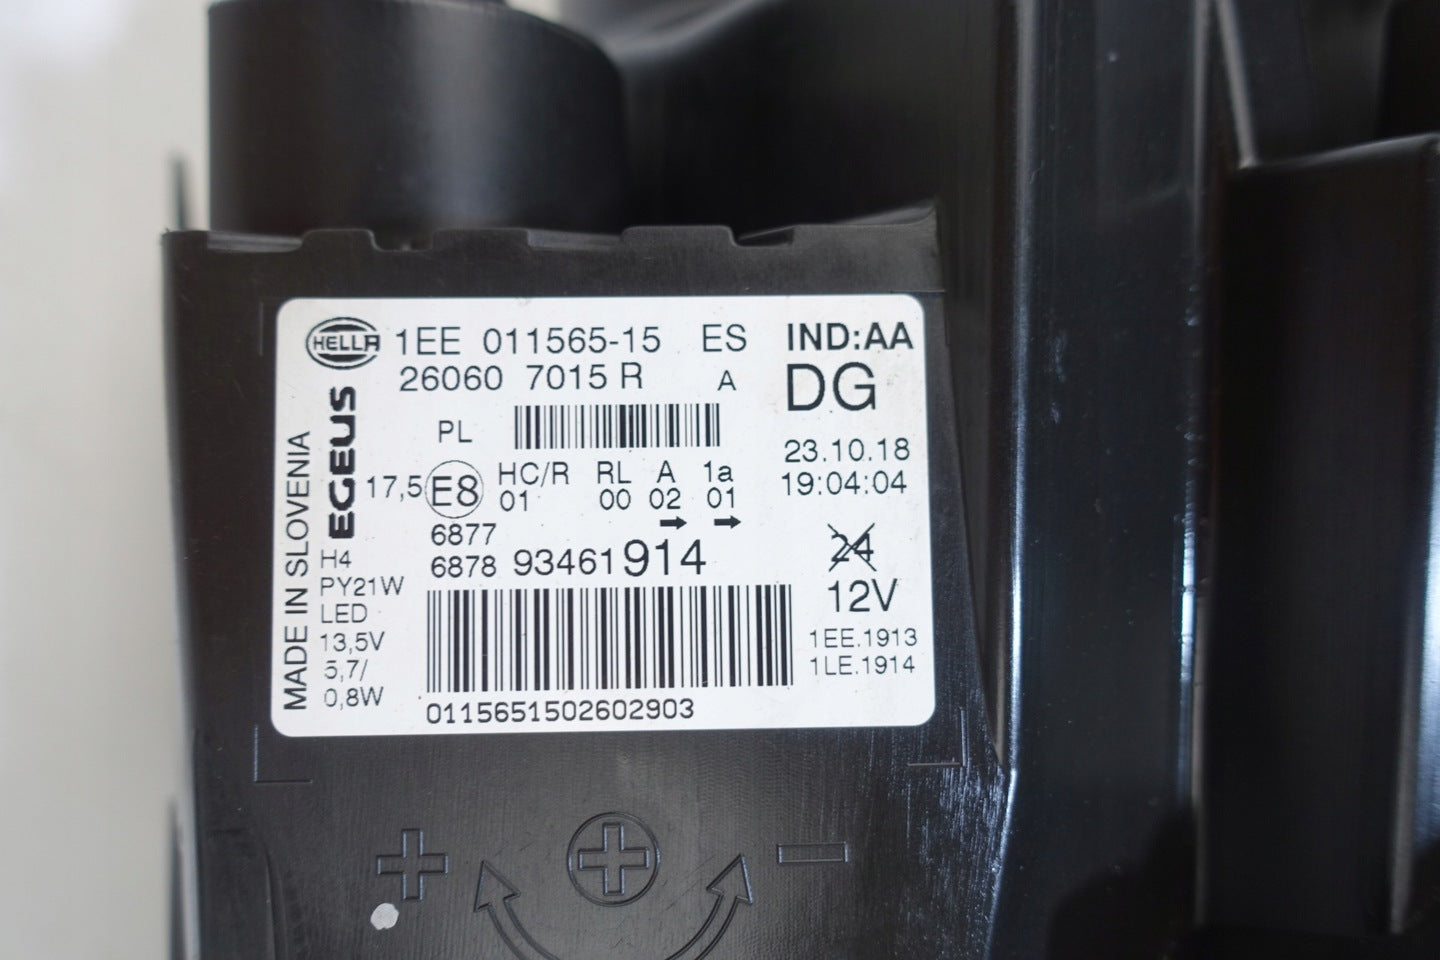 HELLA 1EE 011565-15 ES IND:AA
26060 7015 R A DG
PL
23.10.18
19:04:04
MADE IN SLOVENIA
EGEUS
17,5 E8 HC/R RL A 1a
01 00 02 01
6877
6878 93461914
H4
PY21W
LED
13,5V
5,7/
0,8W
24
12V
1EE.1913
1LE.1914
0115651502602903